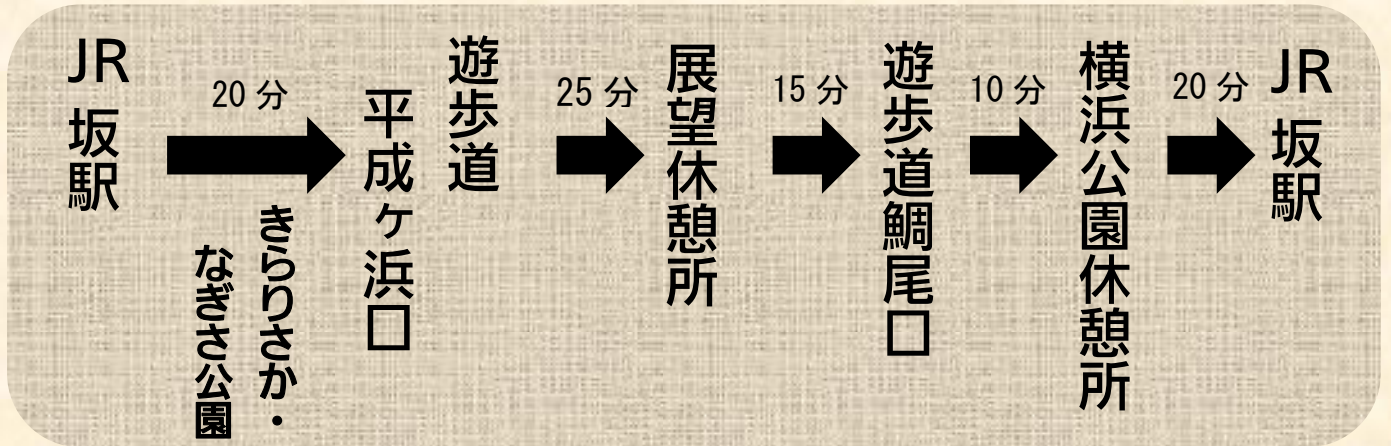 JR坂駅
20分
きらりさか・
なぎさ公園
遊歩道
平成ヶ浜口
25分
展望休憩所
15分
遊歩道鯛尾口
10分
横浜公園休憩所
20分
JR坂駅